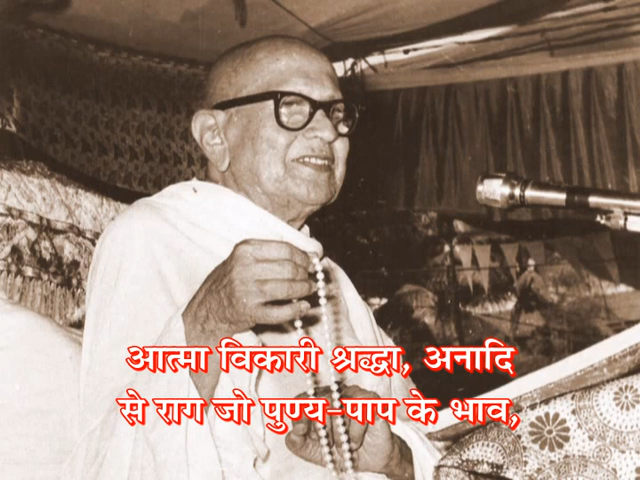 आत्मा विकारी श्रद्धा, अनादि
से राग जो पुण्य-पाप के भाव,